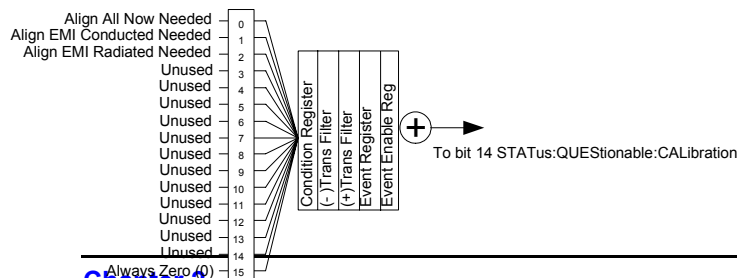 Align All Now Needed 0
Align EMI Conducted Needed 1
Align EMI Radiated Needed 2
Unused 3
Unused 4
Unused 5
Unused 6
Unused 7
Unused 8
Unused 9
Unused 10
Unused 11
Unused 12
Unused 13
Unused 14
Always Zero (0) 15
Condition Register
(-)Trans Filter
(+)Trans Filter
Event Register
Event Enable Reg
+
To bit 14 STATus:QUEStionable:CALibration